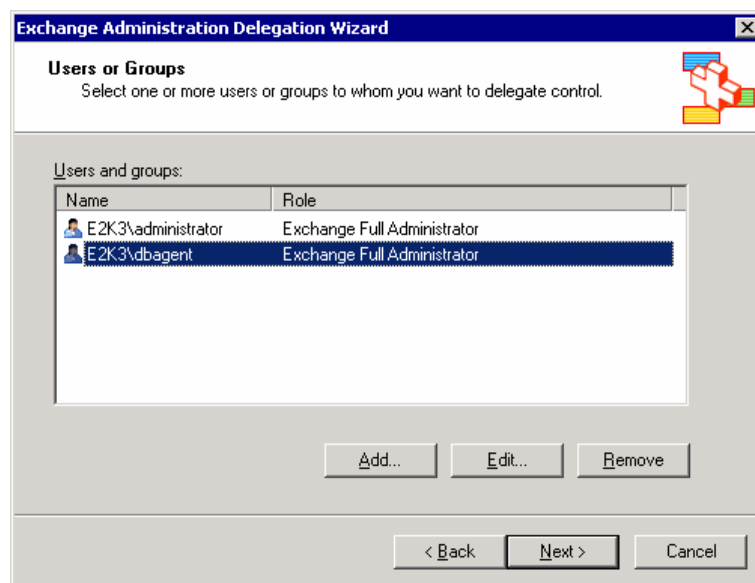 Exchange Administration Delegation Wizard
Users or Groups
Select one or more users or groups to whom you want to delegate control.
Users and groups:
Name Role
E2K3\administrator Exchange Full Administrator
E2K3\dbagent Exchange Full Administrator
Add... Edit... Remove
< Back Next > Cancel